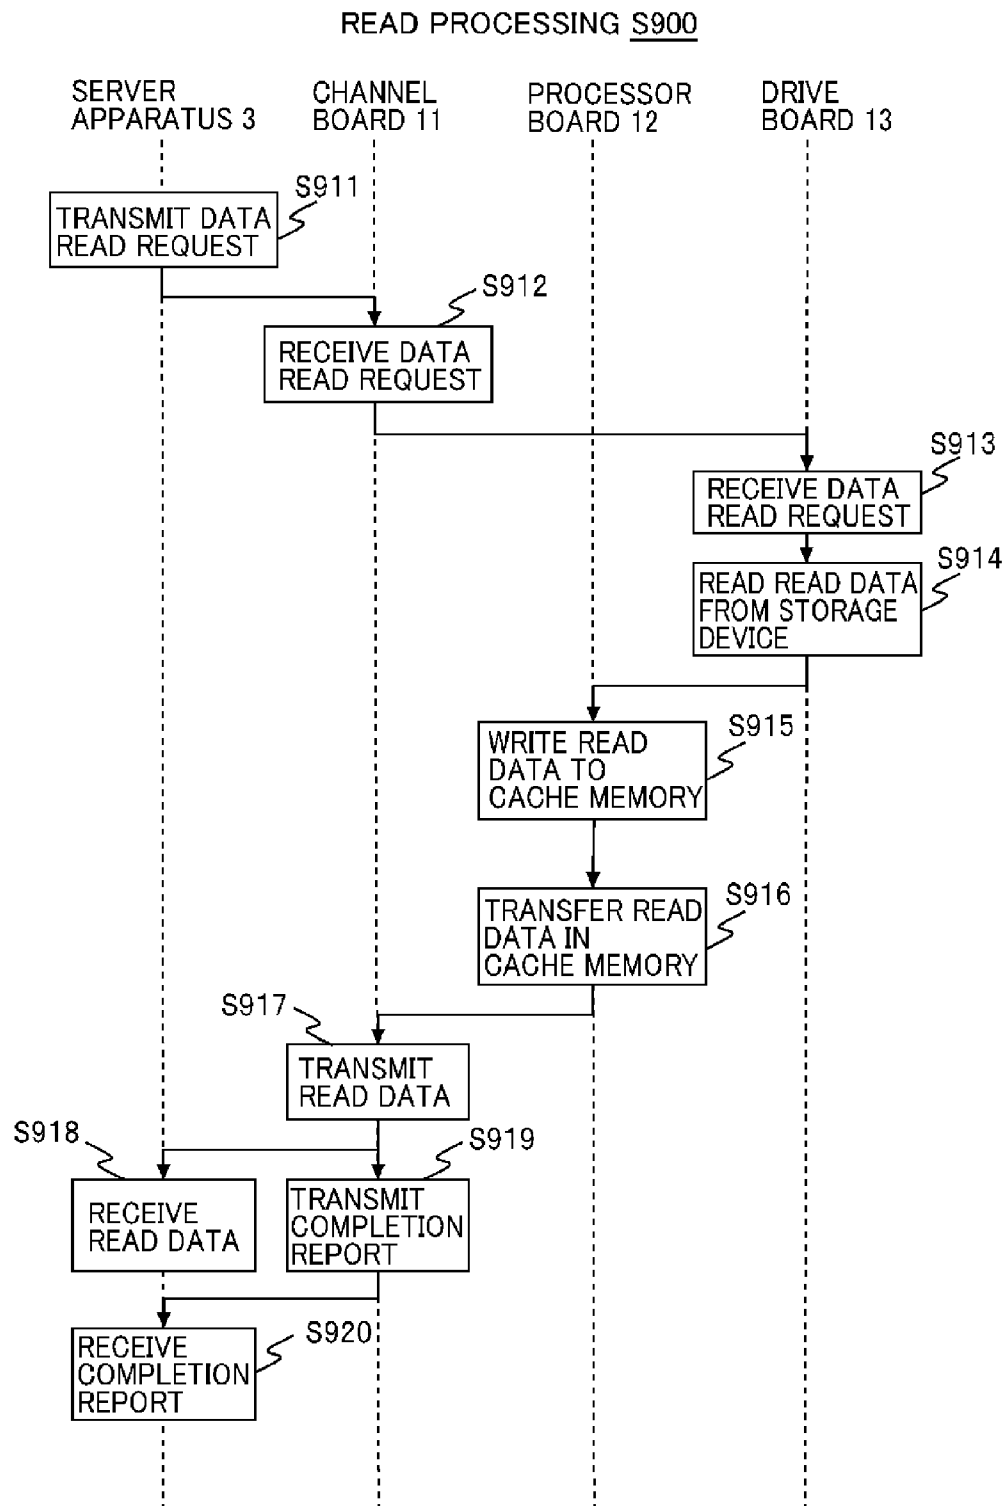 READ PROCESSING S900
SERVER
APPARATUS 3
CHANNEL
BOARD 11
PROCESSOR
BOARD 12
DRIVE
BOARD 13
S911
TRANSMIT DATA
READ REQUEST
S912
RECEIVE DATA
READ REQUEST
S913
RECEIVE DATA
READ REQUEST
S914
READ READ DATA
FROM STORAGE
DEVICE
S915
WRITE READ
DATA TO
CACHE MEMORY
S916
TRANSFER READ
DATA IN
CACHE MEMORY
S917
TRANSMIT
READ DATA
S918
RECEIVE
READ DATA
S919
TRANSMIT
COMPLETION
REPORT
S920
RECEIVE
COMPLETION
REPORT